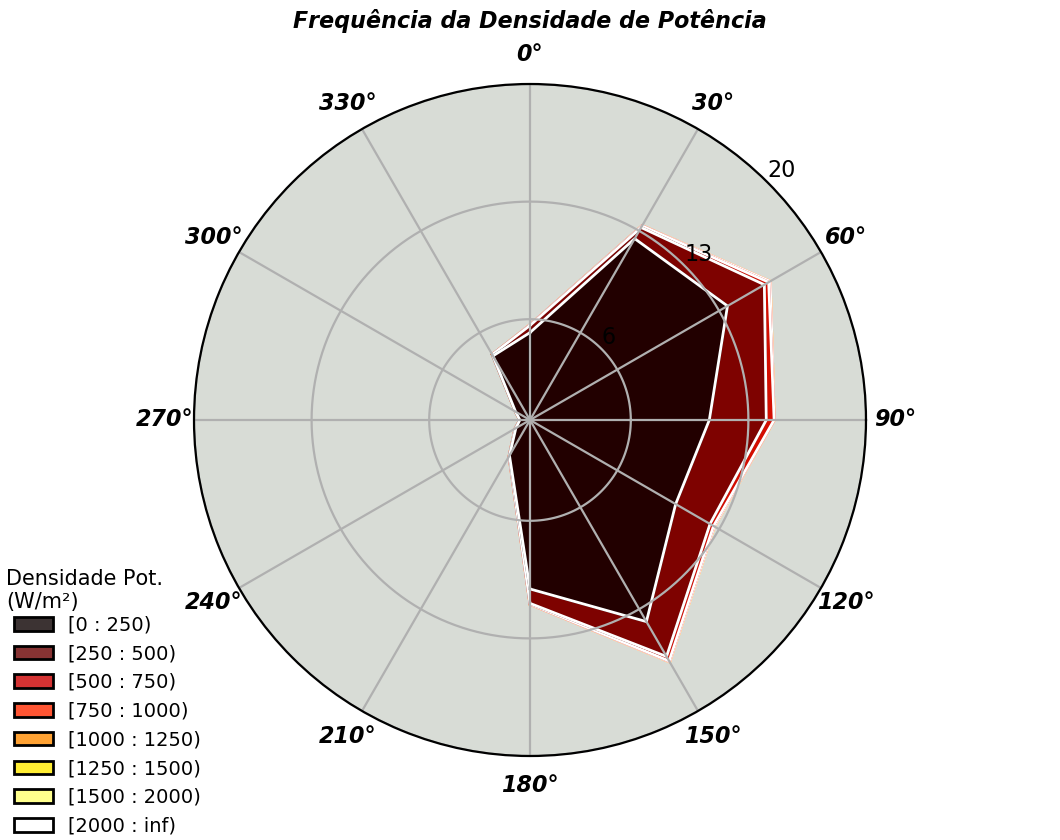 Frequência da Densidade de Potência
0°
330°
30°
20
300°
60°
13
6
270°
90°
240°
120°
210°
150°
180°
Densidade Pot.
(W/m²)
[0 : 250)
[250 : 500)
[500 : 750)
[750 : 1000)
[1000 : 1250)
[1250 : 1500)
[1500 : 2000)
[2000 : inf)